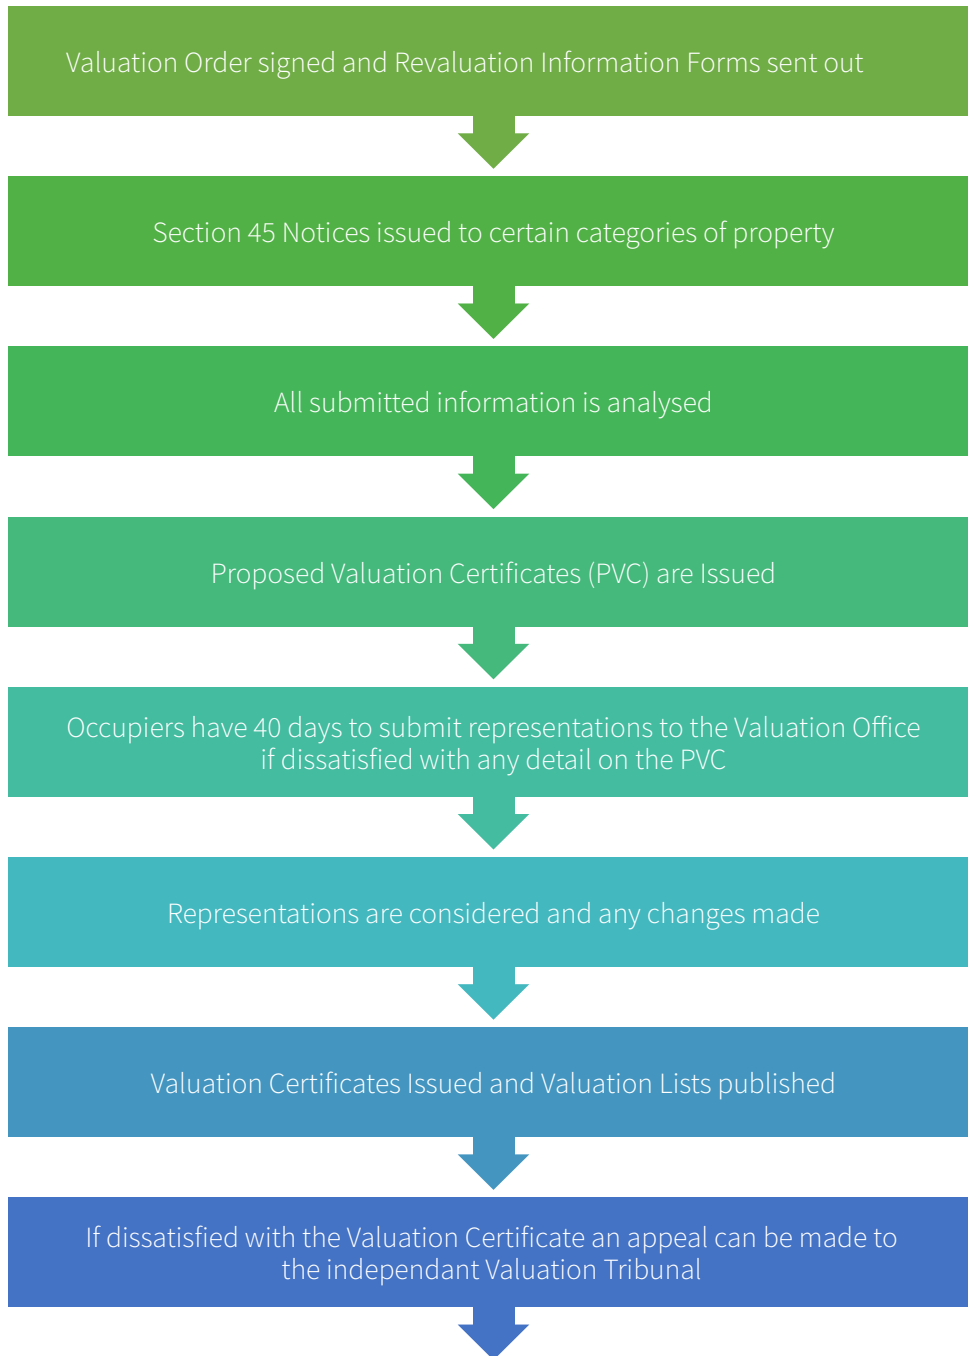 Valuation Order signed and Revaluation Information Forms sent out
Section 45 Notices issued to certain categories of property
All submitted information is analysed
Proposed Valuation Certificates (PVC) are Issued
Occupiers have 40 days to submit representations to the Valuation Office
if dissatisfied with any detail on the PVC
Representations are considered and any changes made
Valuation Certificates Issued and Valuation Lists published
If dissatisfied with the Valuation Certificate an appeal can be made to
the independant Valuation Tribunal